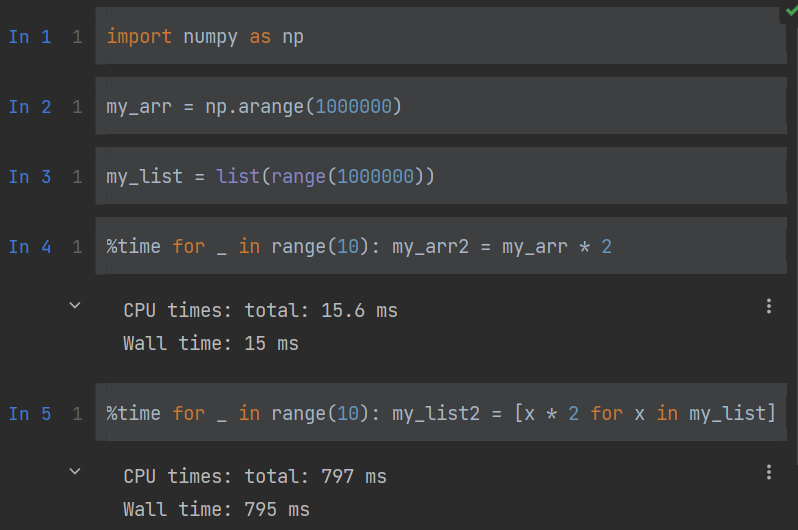 In 1 1 import numpy as np
In 2 1 my_arr = np.arange(1000000)
In 3 1 my_list = list(range(1000000))
In 4 1 %time for _ in range(10): my_arr2 = my_arr * 2
CPU times: total: 15.6 ms
Wall time: 15 ms
In 5 1 %time for _ in range(10): my_list2 = [x * 2 for x in my_list]
CPU times: total: 797 ms
Wall time: 795 ms